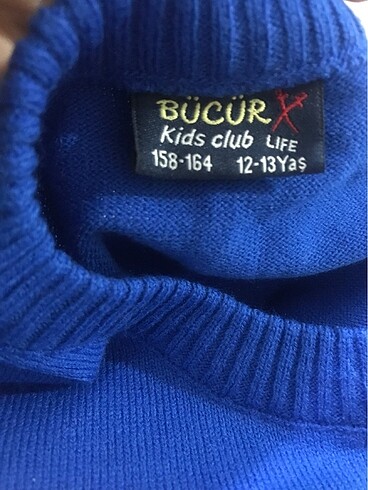 BÜCÜR X
Kids club LIFE
158-164 12-13Yaş